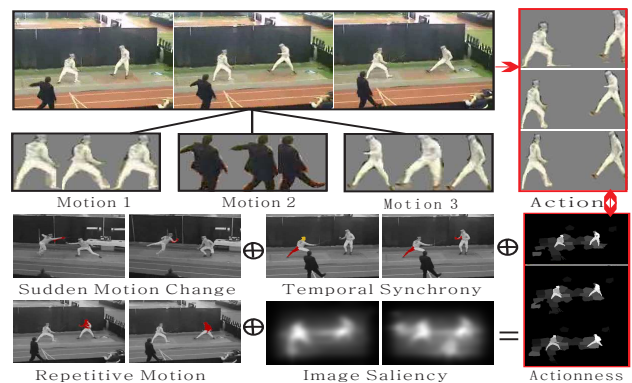 Motion 1
Motion 2
Motion 3
Action
Sudden Motion Change
Temporal Synchrony
Repetitive Motion
Image Saliency
Actionness